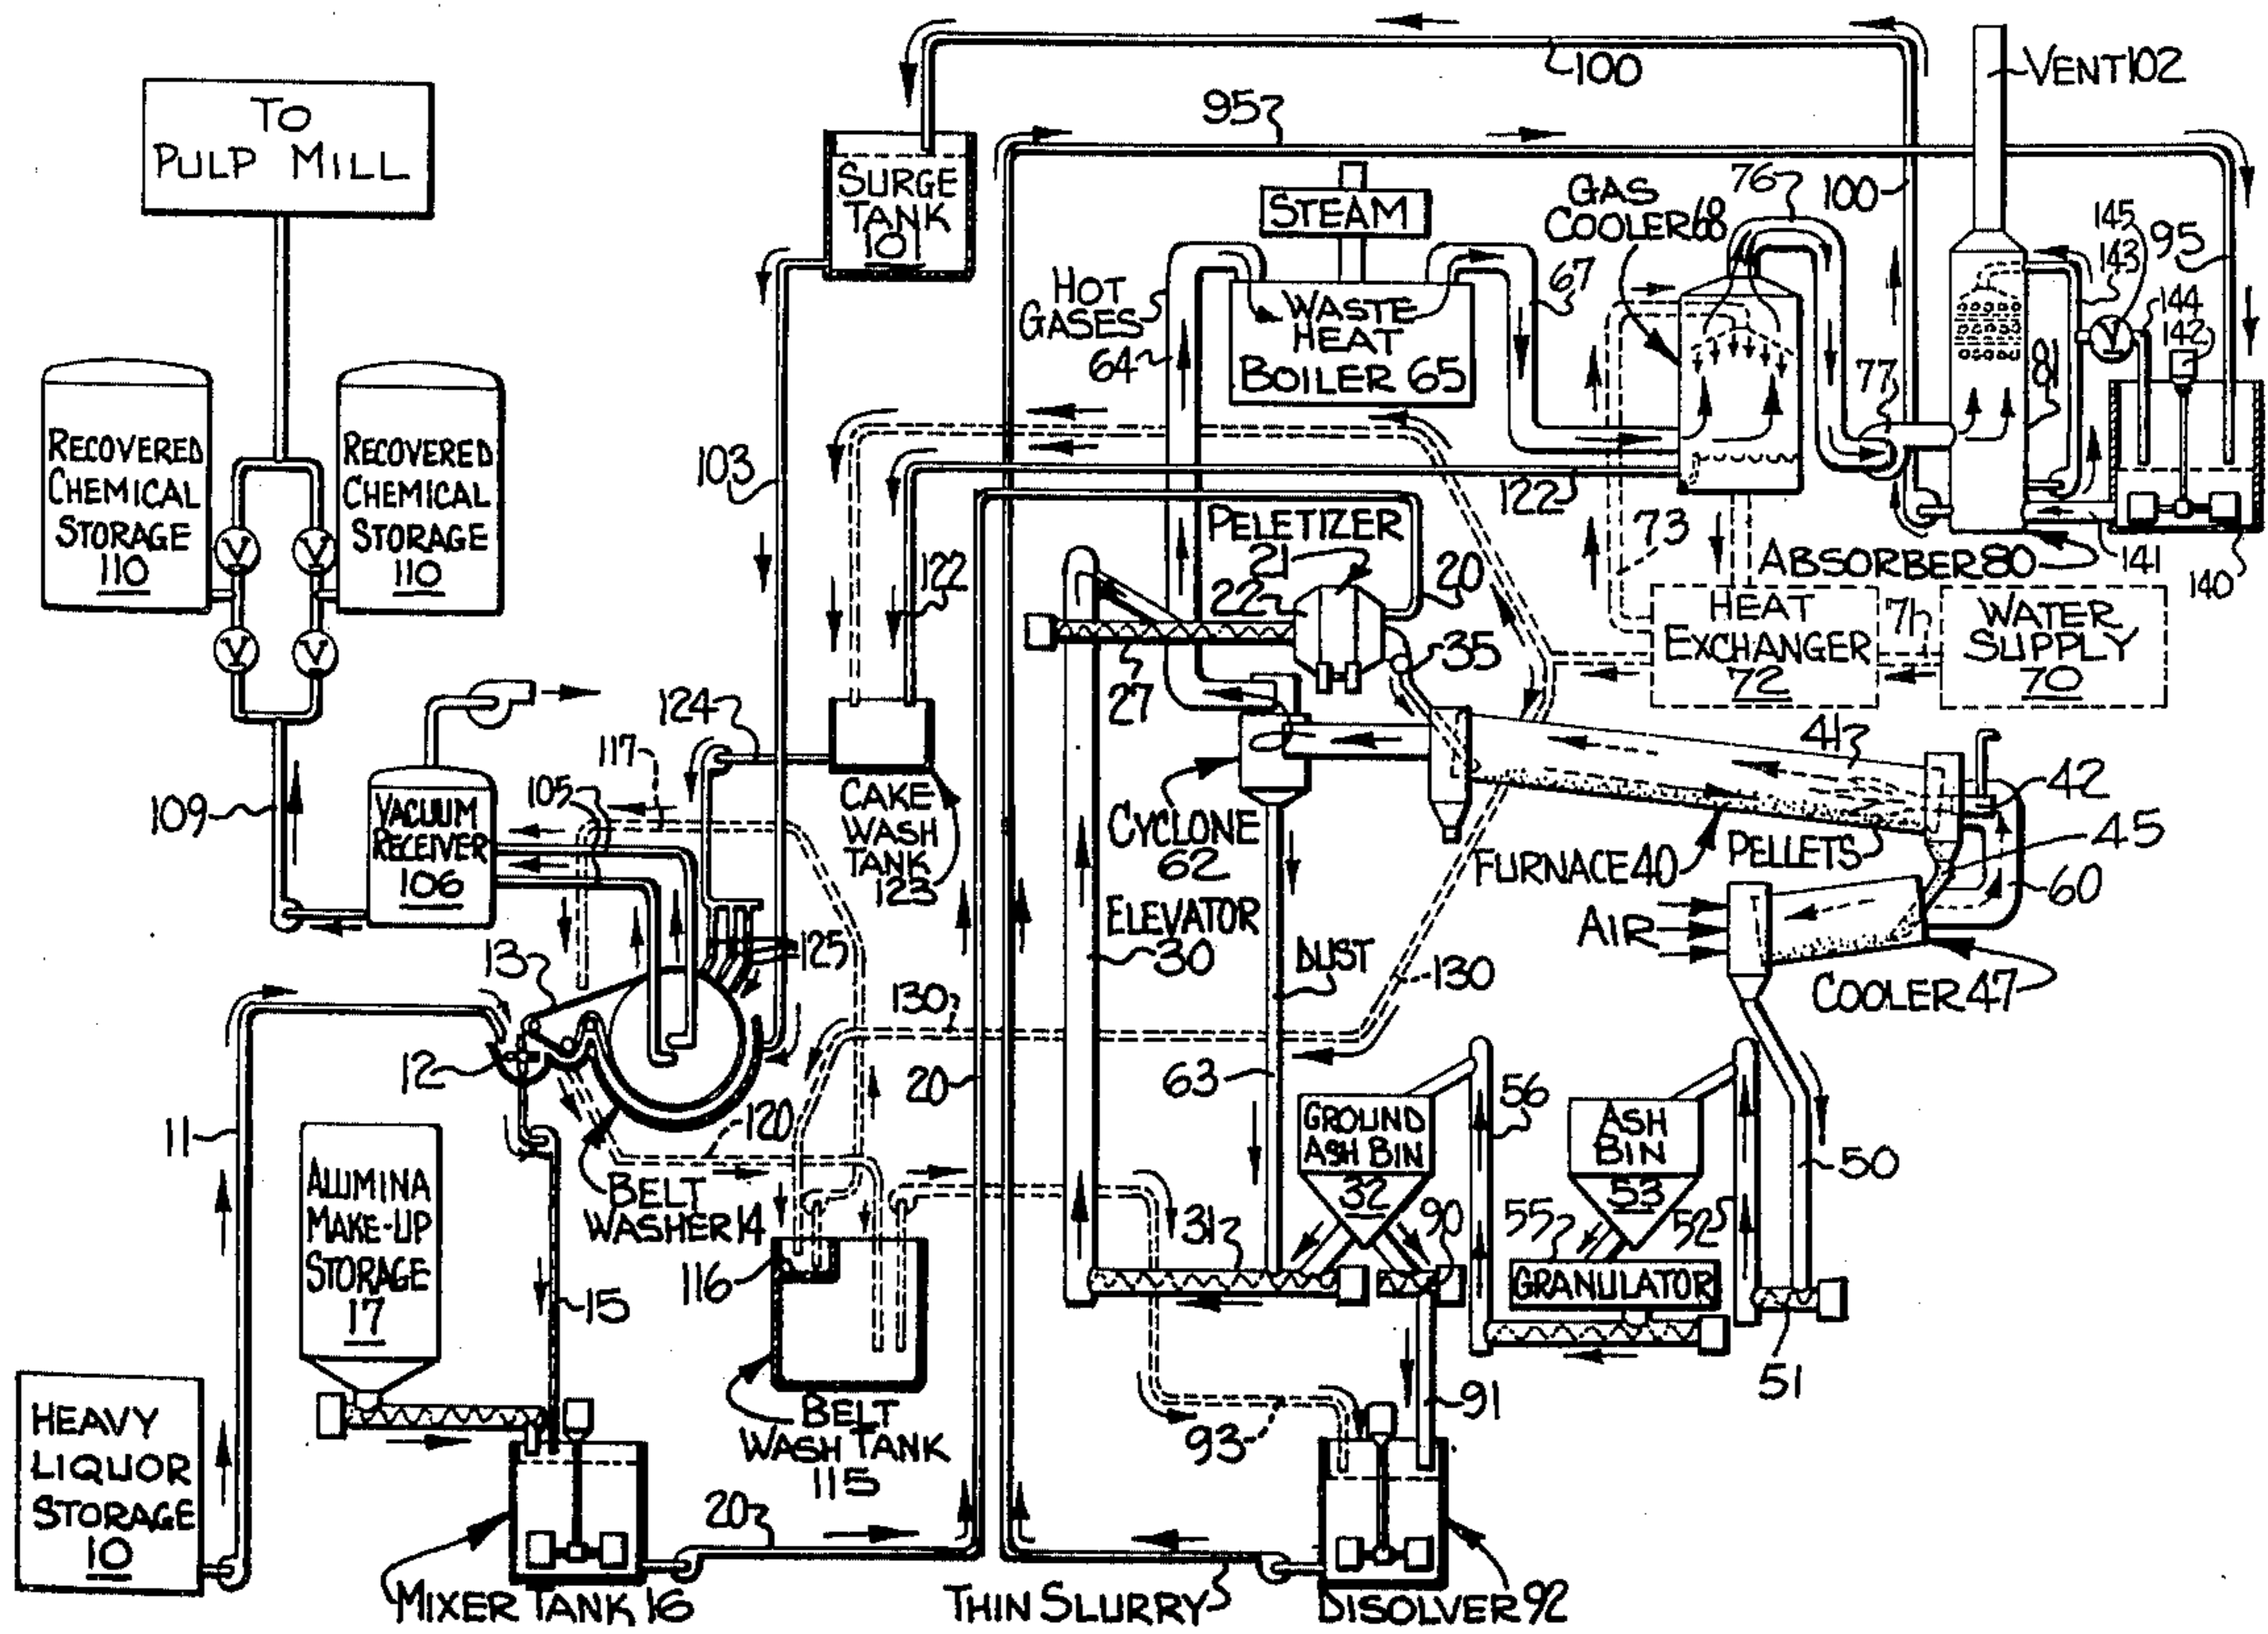 TO
PULP MILL
RECOVERED
CHEMICAL
STORAGE
110
RECOVERED
CHEMICAL
STORAGE
110
V
V
V
V
109
VACUUM
RECEIVER
106
105
117
124
103
SURGE
TANK
101
100
95
VENT 102
100
STEAM
HOT
GASES
64
WASTE
HEAT
BOILER 65
67
GAS
COOLER 68
76
77
145
143
95
V
144
142
81
ABSORBER 80
141
140
122
122
73
HEAT
EXCHANGER
72
71
WATER
SUPPLY
70
PELETIZER
21
22
20
35
27
CAKE
WASH
TANK
123
CYCLONE
62
ELEVATOR
30
DUST
130
130
FURNACE 40
PELLETS
41
42
45
60
AIR
COOLER 47
125
13
12
11
120
BELT
WASHER 14
ALUMINA
MAKE-UP
STORAGE
17
15
116
BELT
WASH TANK
115
20
63
31
GROUND
ASH BIN
32
90
56
ASH
BIN
53
55
GRANULATOR
52
50
51
91
93
HEAVY
LIQUOR
STORAGE
10
MIXER TANK 16
20
THIN SLURRY
DISOLVER 92